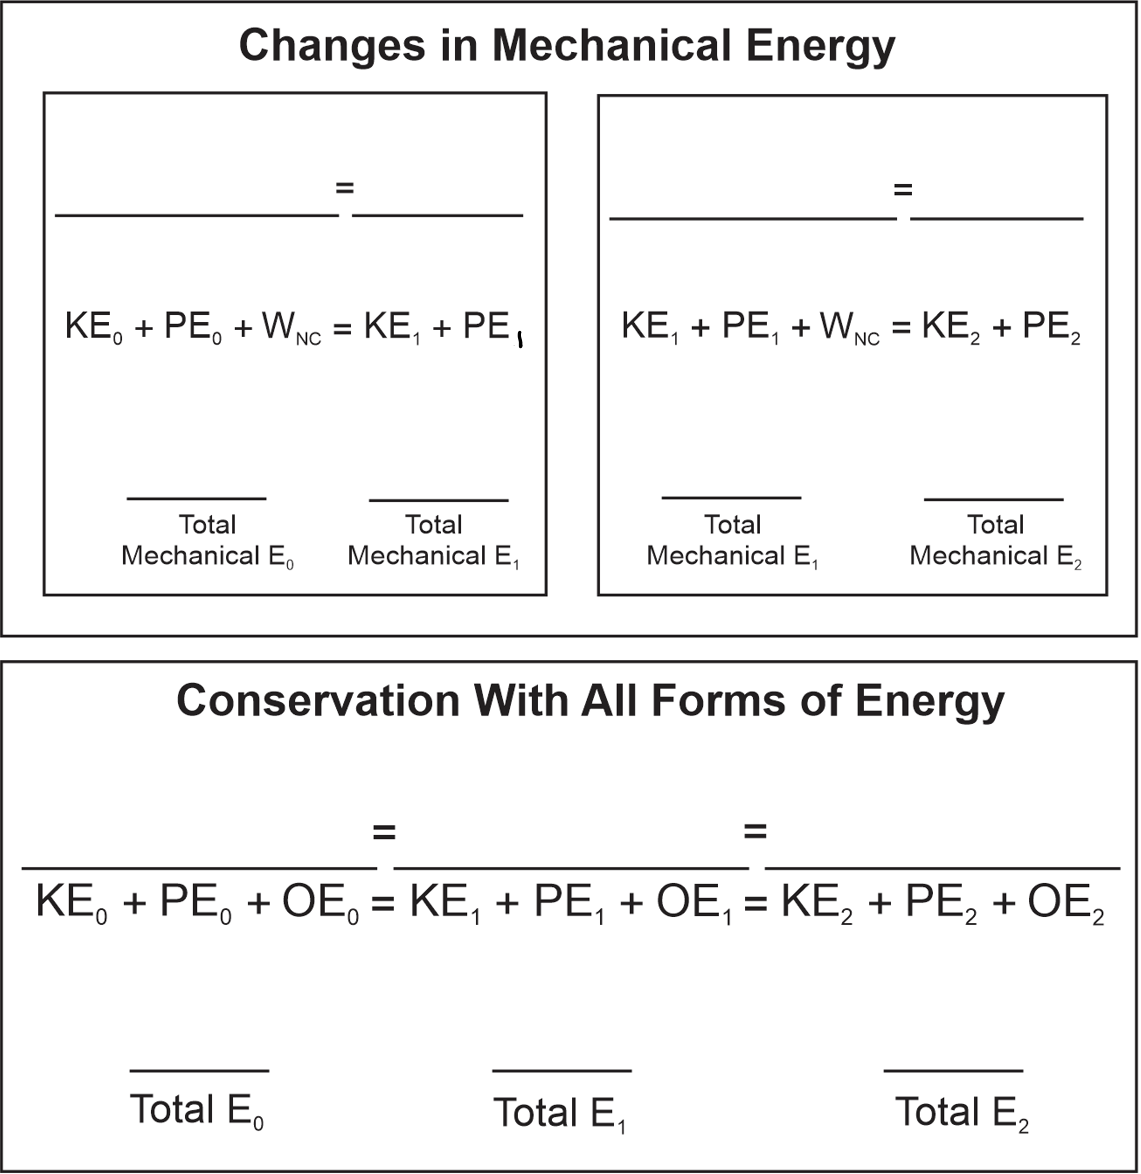 Changes in Mechanical Energy
=
=
KE₀ + PE₀ + W_NC = KE₁ + PE₁
KE₁ + PE₁ + W_NC = KE₂ + PE₂
Total
Mechanical E₀
Total
Mechanical E₁
Total
Mechanical E₁
Total
Mechanical E₂
Conservation With All Forms of Energy
= =
KE₀ + PE₀ + OE₀ = KE₁ + PE₁ + OE₁ = KE₂ + PE₂ + OE₂
Total E₀
Total E₁
Total E₂